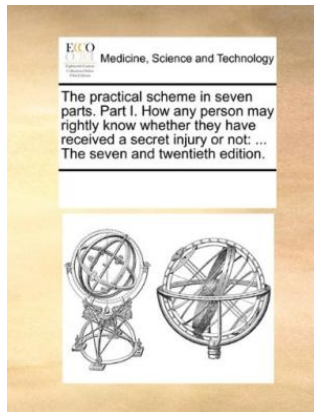 ECCO
Medicine, Science and Technology
The practical scheme in seven
parts. Part I. How any person may
rightly know whether they have
received a secret injury or not: ...
The seven and twentieth edition.